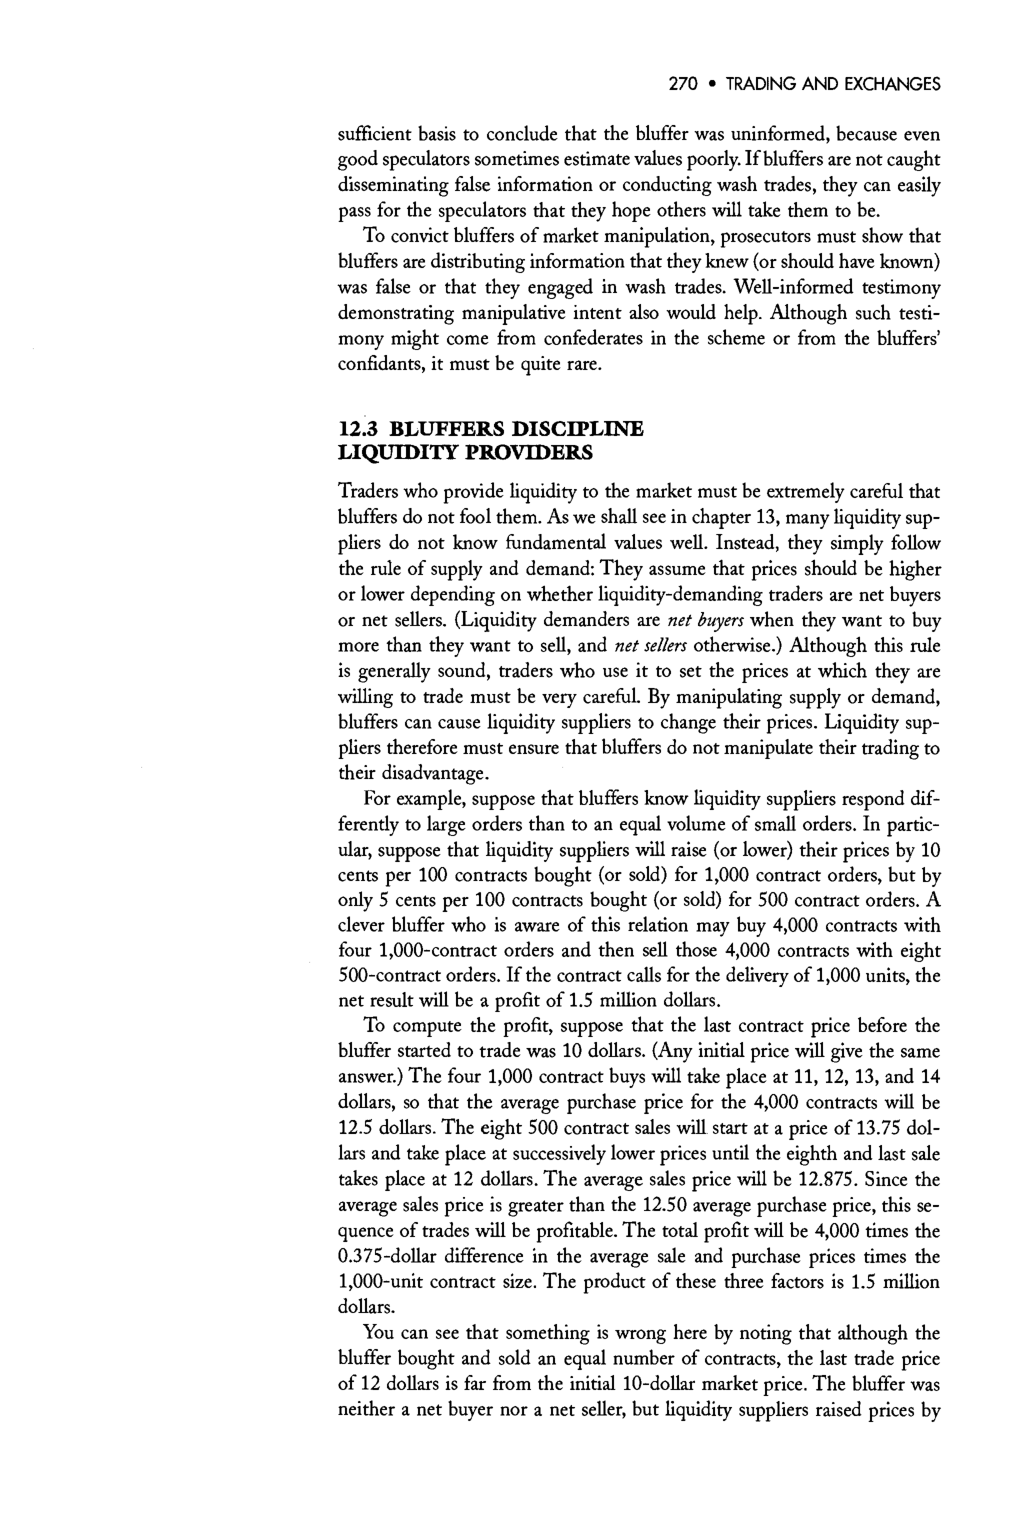 270 • TRADING AND EXCHANGES
sufficient basis to conclude that the bluffer was uninformed, because even
good speculators sometimes estimate values poorly. If bluffers are not caught
disseminating false information or conducting wash trades, they can easily
pass for the speculators that they hope others will take them to be.
To convict bluffers of market manipulation, prosecutors must show that
bluffers are distributing information that they knew (or should have known)
was false or that they engaged in wash trades. Well-informed testimony
demonstrating manipulative intent also would help. Although such testi-
mony might come from confederates in the scheme or from the bluffers'
confidants, it must be quite rare.
12.3 BLUFFERS DISCIPLINE
LIQUIDITY PROVIDERS
Traders who provide liquidity to the market must be extremely careful that
bluffers do not fool them. As we shall see in chapter 13, many liquidity sup-
pliers do not know fundamental values well. Instead, they simply follow
the rule of supply and demand: They assume that prices should be higher
or lower depending on whether liquidity-demanding traders are net buyers
or net sellers. (Liquidity demanders are net buyers when they want to buy
more than they want to sell, and net sellers otherwise.) Although this rule
is generally sound, traders who use it to set the prices at which they are
willing to trade must be very careful. By manipulating supply or demand,
bluffers can cause liquidity suppliers to change their prices. Liquidity sup-
pliers therefore must ensure that bluffers do not manipulate their trading to
their disadvantage.
For example, suppose that bluffers know liquidity suppliers respond dif-
ferently to large orders than to an equal volume of small orders. In partic-
ular, suppose that liquidity suppliers will raise (or lower) their prices by 10
cents per 100 contracts bought (or sold) for 1,000 contract orders, but by
only 5 cents per 100 contracts bought (or sold) for 500 contract orders. A
clever bluffer who is aware of this relation may buy 4,000 contracts with
four 1,000-contract orders and then sell those 4,000 contracts with eight
500-contract orders. If the contract calls for the delivery of 1,000 units, the
net result will be a profit of 1.5 million dollars.
To compute the profit, suppose that the last contract price before the
bluffer started to trade was 10 dollars. (Any initial price will give the same
answer.) The four 1,000 contract buys will take place at 11, 12, 13, and 14
dollars, so that the average purchase price for the 4,000 contracts will be
12.5 dollars. The eight 500 contract sales will start at a price of 13.75 dol-
lars and take place at successively lower prices until the eighth and last sale
takes place at 12 dollars. The average sales price will be 12.875. Since the
average sales price is greater than the 12.50 average purchase price, this se-
quence of trades will be profitable. The total profit will be 4,000 times the
0.375-dollar difference in the average sale and purchase prices times the
1,000-unit contract size. The product of these three factors is 1.5 million
dollars.
You can see that something is wrong here by noting that although the
bluffer bought and sold an equal number of contracts, the last trade price
of 12 dollars is far from the initial 10-dollar market price. The bluffer was
neither a net buyer nor a net seller, but liquidity suppliers raised prices by